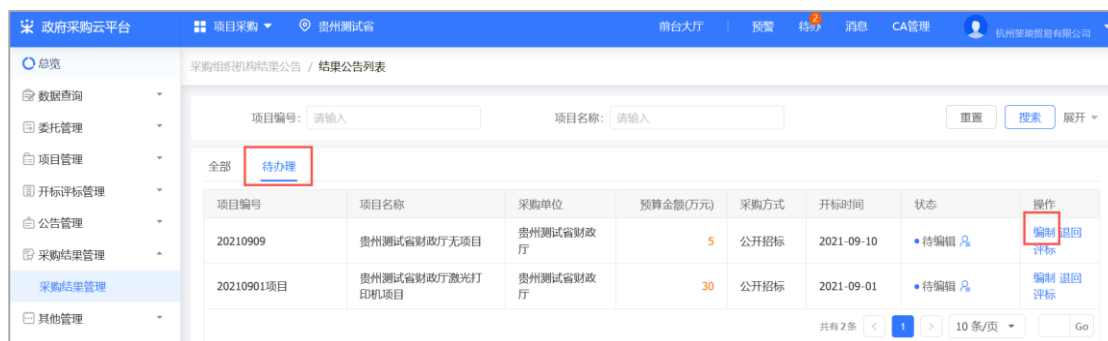 政府采购云平台
项目采购
贵州测试省
前台大厅
预警
待办
2
消息
CA管理
杭州斐琅贸易有限公司
总览
采购组织机构结果公告 / 结果公告列表
数据查询
委托管理
项目管理
开标评标管理
公告管理
采购结果管理
采购结果管理
其他管理
项目编号: 请输入
项目名称: 请输入
重置
搜索
展开
全部
待办理
项目编号 项目名称 采购单位 预算金额(万元) 采购方式 开标时间 状态 操作
20210909 贵州测试省财政厅无项目 贵州测试省财政 5 公开招标 2021-09-10 待编辑 编制 退回
厅 评标
20210901项目 贵州测试省财政厅激光打 贵州测试省财政 30 公开招标 2021-09-01 待编辑 编制 退回
印机项目 厅 评标
共有2条 < 1 > 10 条/页 Go